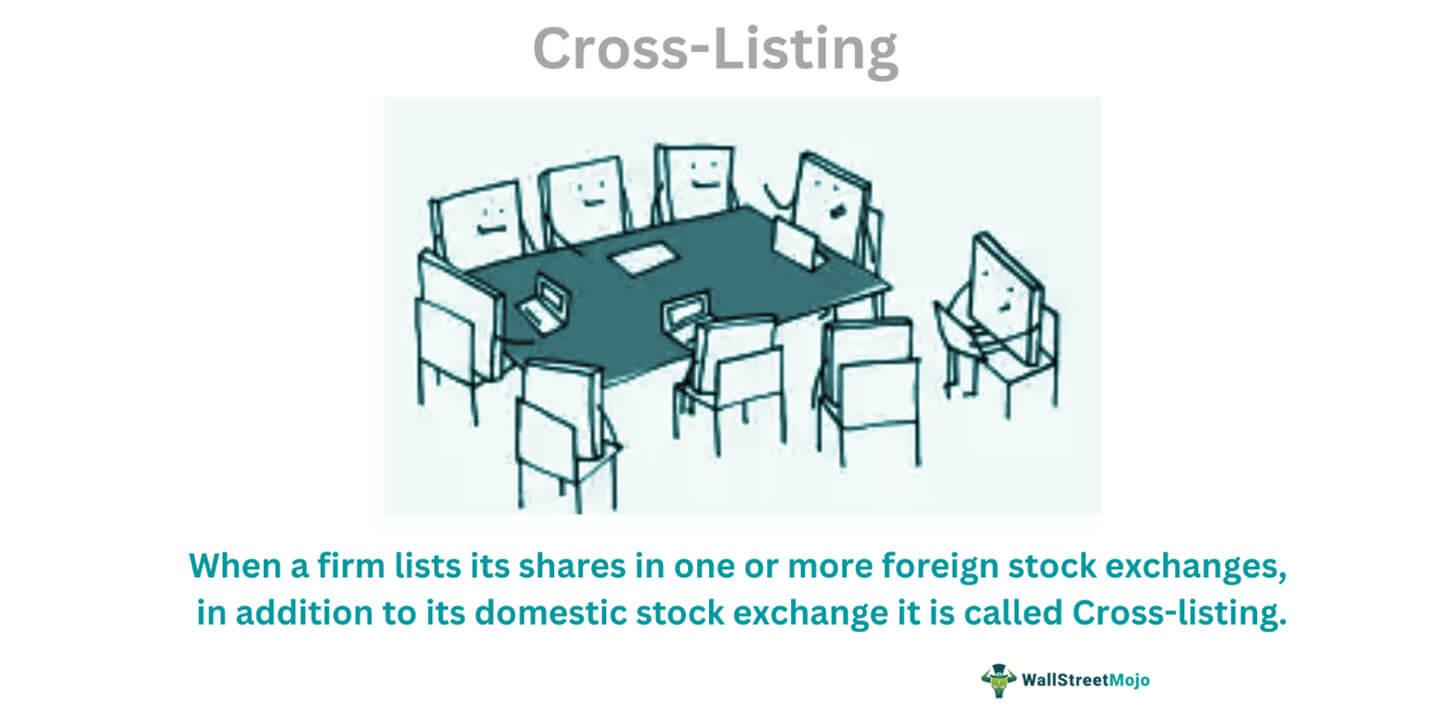 Cross-Listing
When a firm lists its shares in one or more foreign stock exchanges,
in addition to its domestic stock exchange it is called Cross-listing.
WallStreetMojo